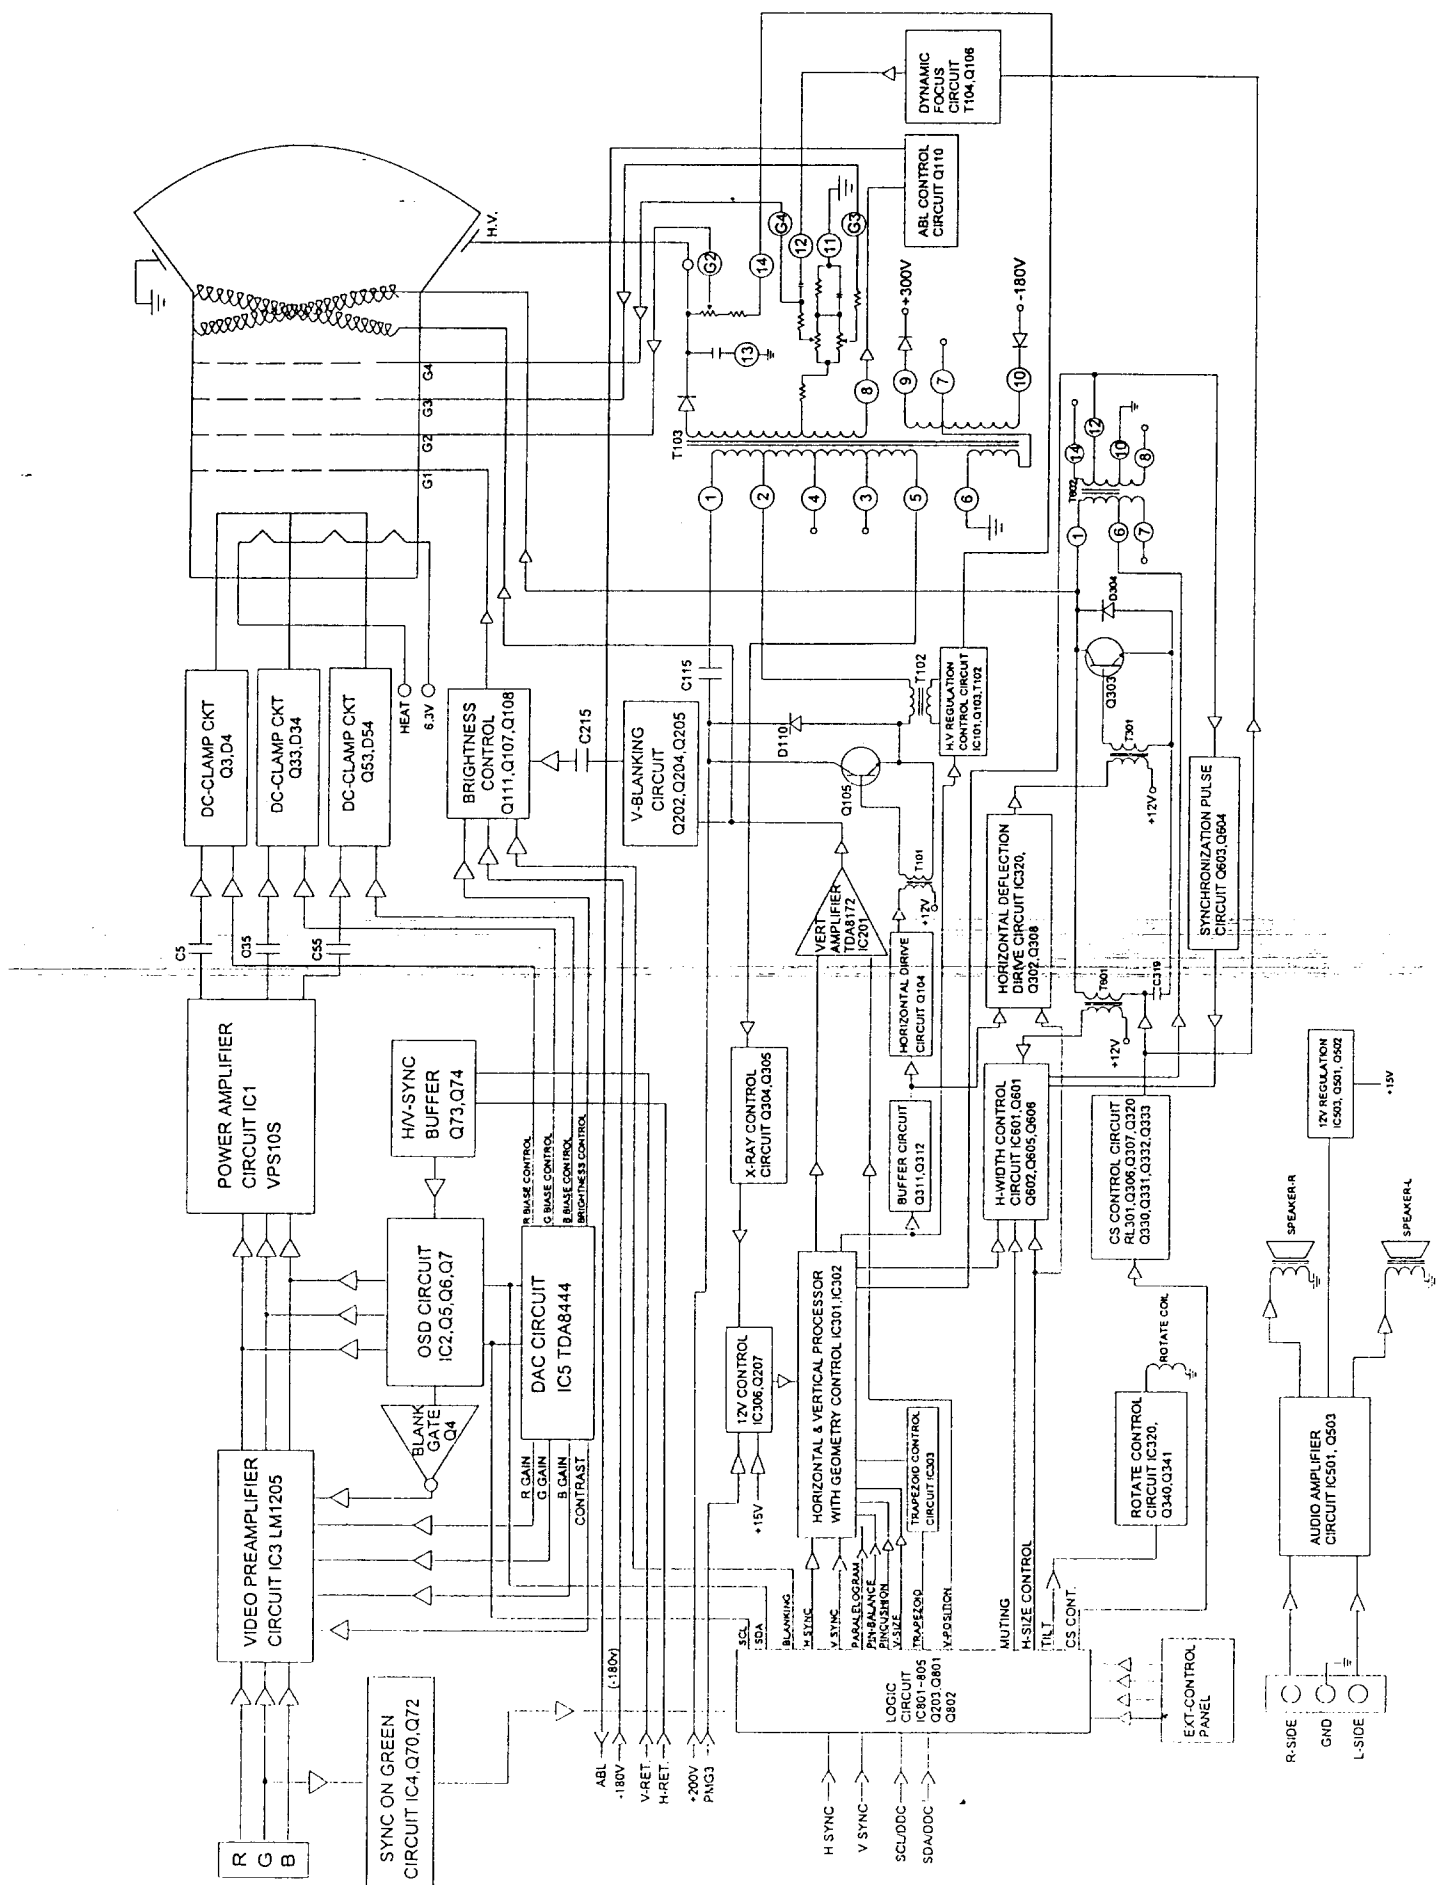 R
G
B
SYNC ON GREEN
CIRCUIT IC4,Q70,Q72
VIDEO PREAMPLIFIER
CIRCUIT IC3 LM1205
POWER AMPLIFIER
CIRCUIT IC1
VPS10S
C5
C35
C55
DC-CLAMP CKT
Q3,D4
DC-CLAMP CKT
Q33,D34
DC-CLAMP CKT
Q53,D54
HEAT
6.3V
G1
G2
G3
G4
H.V.
BLANK
GATE
Q4
OSD CIRCUIT
IC2,Q5,Q6,Q7
H/V-SYNC
BUFFER
Q73,Q74
DAC CIRCUIT
IC5 TDA8444
R GAIN
G GAIN
B GAIN
CONTRAST
R BIASE CONTROL
G BIASE CONTROL
B BIASE CONTROL
BRIGHTNESS CONTROL
BRIGHTNESS
CONTROL
Q111,Q107,Q108
C215
V-BLANKING
CIRCUIT
Q202,Q204,Q205
ABL
-180V
(-180v)
V-RET.
H-RET.
+200V
PMG3
C115
T103
1
2
4
3
5
6
13
14
G2
G4
12
11
G3
8
9
7
10
+300V
-180V
DYNAMIC
FOCUS
CIRCUIT
T104,Q106
ABL CONTROL
CIRCUIT Q110
12V CONTROL
IC306,Q207
+15V
X-RAY CONTROL
CIRCUIT Q304,Q305
D110
Q105
T102
T101
+12V
H.V REGULATION
CONTROL CIRCUIT
IC101,Q103,T102
VERT
AMPLIFIER
TDA8172
IC201
HORIZONTAL DRIVE
CIRCUIT Q104
BUFFER CIRCUIT
Q311,Q312
HORIZONTAL & VERTICAL PROCESSOR
WITH GEOMETRY CONTROL IC301,IC302
TRAPEZOID CONTROL
CIRCUIT IC303
SCL
SDA
BLANKING
H SYNC
V SYNC
PARALELOGRAM
PIN-BALANCE
PINCUSHION
V-SIZE
TRAPEZOID
V-POSITION
MUTING
H-SIZE CONTROL
TILT
CS CONT.
LOGIC
CIRCUIT
IC801-805
Q203,Q801
Q802
H SYNC
V SYNC
SCL/DDC
SDA/DDC
EXT-CONTROL
PANEL
HORIZONTAL DEFLECTION
DIRIVE CIRCUIT IC320,
Q302,Q308
H-WIDTH CONTROL
CIRCUIT IC601,Q601
Q602,Q605,Q606
T601
+12V
C319
T301
+12V
Q303
D304
T602
1
6
7
14
12
10
8
SYNCHRONIZATION PULSE
CIRCUIT Q603,Q604
CS CONTROL CIRCUIT
RL301,Q306,Q307,Q320
Q330,Q331,Q332,Q333
ROTATE CONTROL
CIRCUIT IC320,
Q340,Q341
ROTATE COIL
R-SIDE
GND
L-SIDE
AUDIO AMPLIFIER
CIRCUIT IC501, Q503
SPEAKER-R
SPEAKER-L
12V REGULATION
IC503, Q501, Q502
+15V